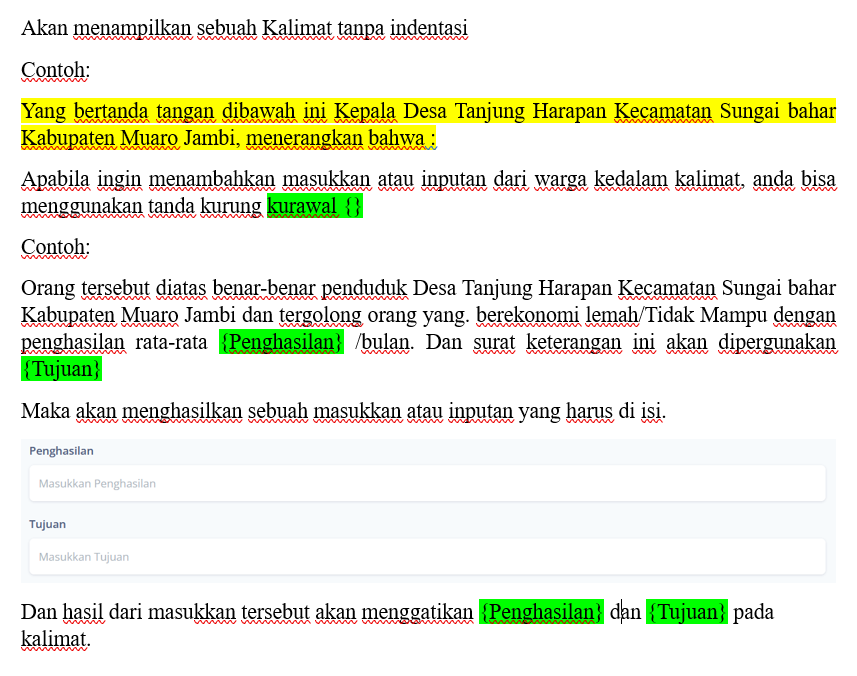 Akan menampilkan sebuah Kalimat tanpa indentasi
Contoh:
Yang bertanda tangan dibawah ini Kepala Desa Tanjung Harapan Kecamatan Sungai bahar
Kabupaten Muaro Jambi, menerangkan bahwa :
Apabila ingin menambahkan masukkan atau inputan dari warga kedalam kalimat, anda bisa
menggunakan tanda kurung kurawal {}
Contoh:
Orang tersebut diatas benar-benar penduduk Desa Tanjung Harapan Kecamatan Sungai bahar
Kabupaten Muaro Jambi dan tergolong orang yang. berekonomi lemah/Tidak Mampu dengan
penghasilan rata-rata {Penghasilan} /bulan. Dan surat keterangan ini akan dipergunakan
{Tujuan}
Maka akan menghasilkan sebuah masukkan atau inputan yang harus di isi.
Penghasilan
Masukkan Penghasilan
Tujuan
Masukkan Tujuan
Dan hasil dari masukkan tersebut akan menggatikan {Penghasilan} dan {Tujuan} pada
kalimat.